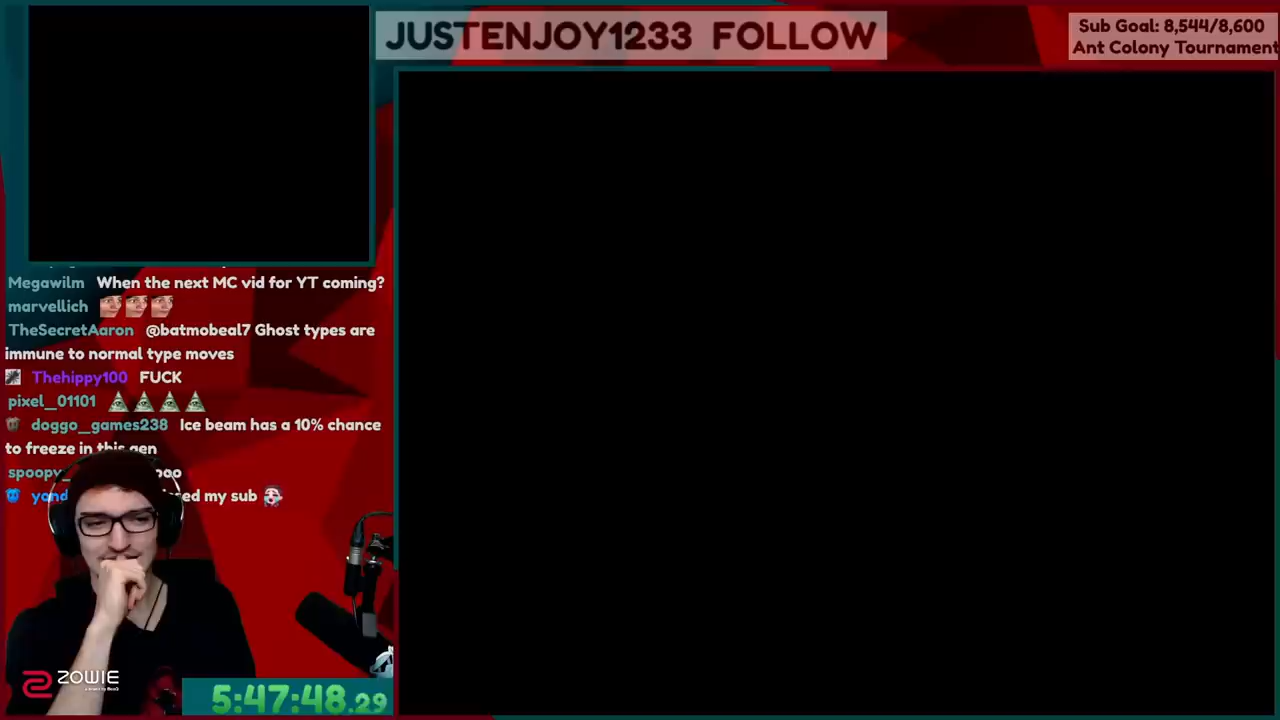 JUSTENJOY1233 FOLLOW
Sub Goal: 8,544/8,600
Ant Colony Tournament
Megawilm When the next MC vid for YT coming?
marvellich
TheSecretAaron @batmobeal7 Ghost types are
immune to normal type moves
Thehippy100 FUCK
pixel_01101
doggo_games238 Ice beam has a 10% chance
to freeze in this gen
my sub
ZOWIE
5:47:48.29